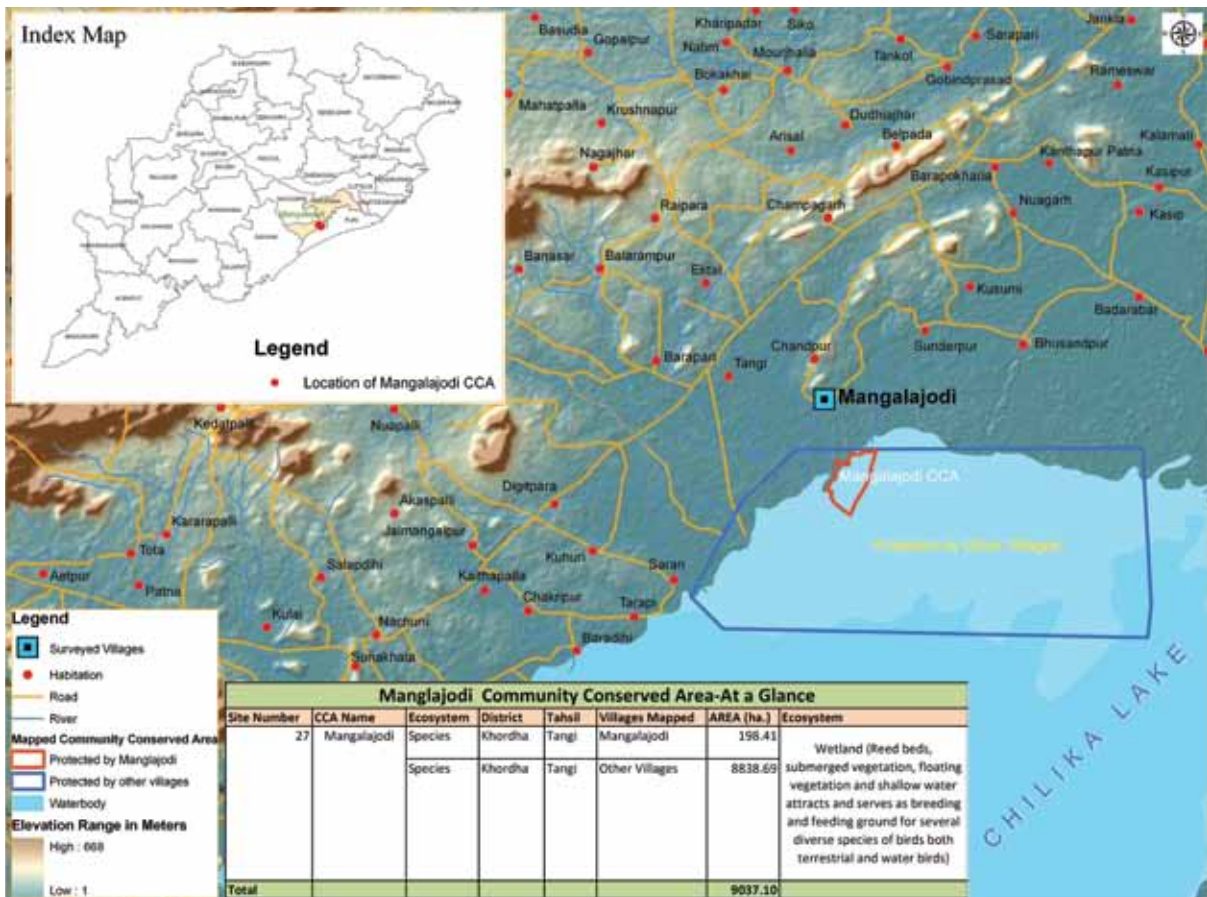 Index Map
Legend
Location of Mangalajodi CCA
Basudia
Gopalpur
Kharipadar
Siko
Nalim
Mourjhalia
Bokakhai
Tankol
Sarapari
Jankia
Gobindprasad
Rameswar
Mahatpalla
Krushnapur
Dudhiajhar
Arisal
Belpada
Kalamati
Nagajhar
Kanthapur Patna
Barapokharia
Kasipur
Raipara
Champagarh
Nuagarh
Kasip
Banasar
Balarampur
Ektal
Kusumi
Badarabar
Barapari
Tangi
Chandpur
Sunderpur
Bhusandpur
Mangalajodi
Kedatpalli
Nuapalli
Mangalajodi CCA
Digitpara
Akaspalli
Kararapalli
Jaimangalpur
Tota
Kuhuri
Saran
Aetpur
Patna
Salapdihi
Kaithapalla
Chakripur
Tarapi
Kulai
Nachuni
Baradihi
Sunakhata
CHILIKA LAKE
Legend
Surveyed Villages
Habitation
Road
River
Mapped Community Conserved Area
Protected by Manglajodi
Protected by other villages
Waterbody
Elevation Range in Meters
High : 668
Low : 1
Manglajodi Community Conserved Area-At a Glance
Site Number CCA Name Ecosystem District Tahsil Villages Mapped AREA (ha.) Ecosystem
27 Mangalajodi Species Khordha Tangi Mangalajodi 198.41
Species Khordha Tangi Other Villages 8838.69
Wetland (Reed beds,
submerged vegetation, floating
vegetation and shallow water
attracts and serves as breeding
and feeding ground for several
diverse species of birds both
terrestrial and water birds)
Total 9037.10